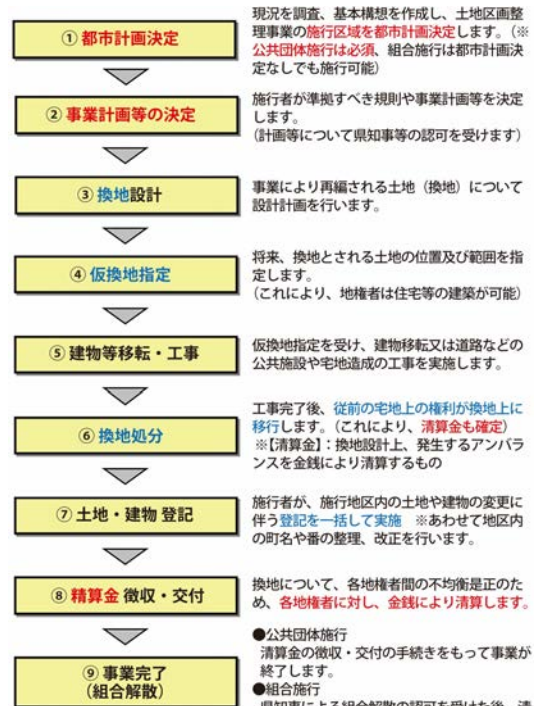 ① 都市計画決定
現況を調査、基本構想を作成し、土地区画整
理事業の施行区域を都市計画決定します。（※
公共団体施行は必須、組合施行は都市計画決
定なしでも施行可能）
② 事業計画等の決定
施行者が準拠すべき規則や事業計画等を決定
します。
（計画等について県知事等の認可を受けます）
③ 換地設計
事業により再編される土地（換地）について
設計計画を行います。
④ 仮換地指定
将来、換地とされる土地の位置及び範囲を指
定します。
（これにより、地権者は住宅等の建築が可能）
⑤ 建物等移転・工事
仮換地指定を受け、建物移転又は道路などの
公共施設や宅地造成の工事を実施します。
⑥ 換地処分
工事完了後、従前の宅地上の権利が換地上に
移行します。（これにより、清算金も確定）
※【清算金】：換地設計上、発生するアンバラ
ンスを金銭により清算するもの
⑦ 土地・建物 登記
施行者が、施行地区内の土地や建物の変更に
伴う登記を一括して実施　※あわせて地区内
の町名や番の整理、改正を行います。
⑧ 精算金 徴収・交付
換地について、各地権者間の不均衡是正のた
め、各地権者に対し、金銭により清算します。
⑨ 事業完了
（組合解散）
●公共団体施行
清算金の徴収・交付の手続きをもって事業が
終了します。
●組合施行
県知事による組合解散の認可を受けた後、清